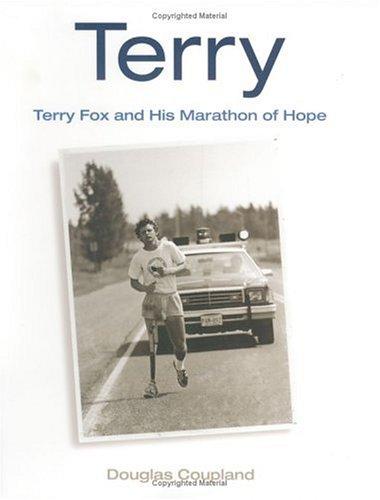 Copyrighted Material
Terry
Terry Fox and His Marathon of Hope
Douglas Coupland
Copyrighted Material